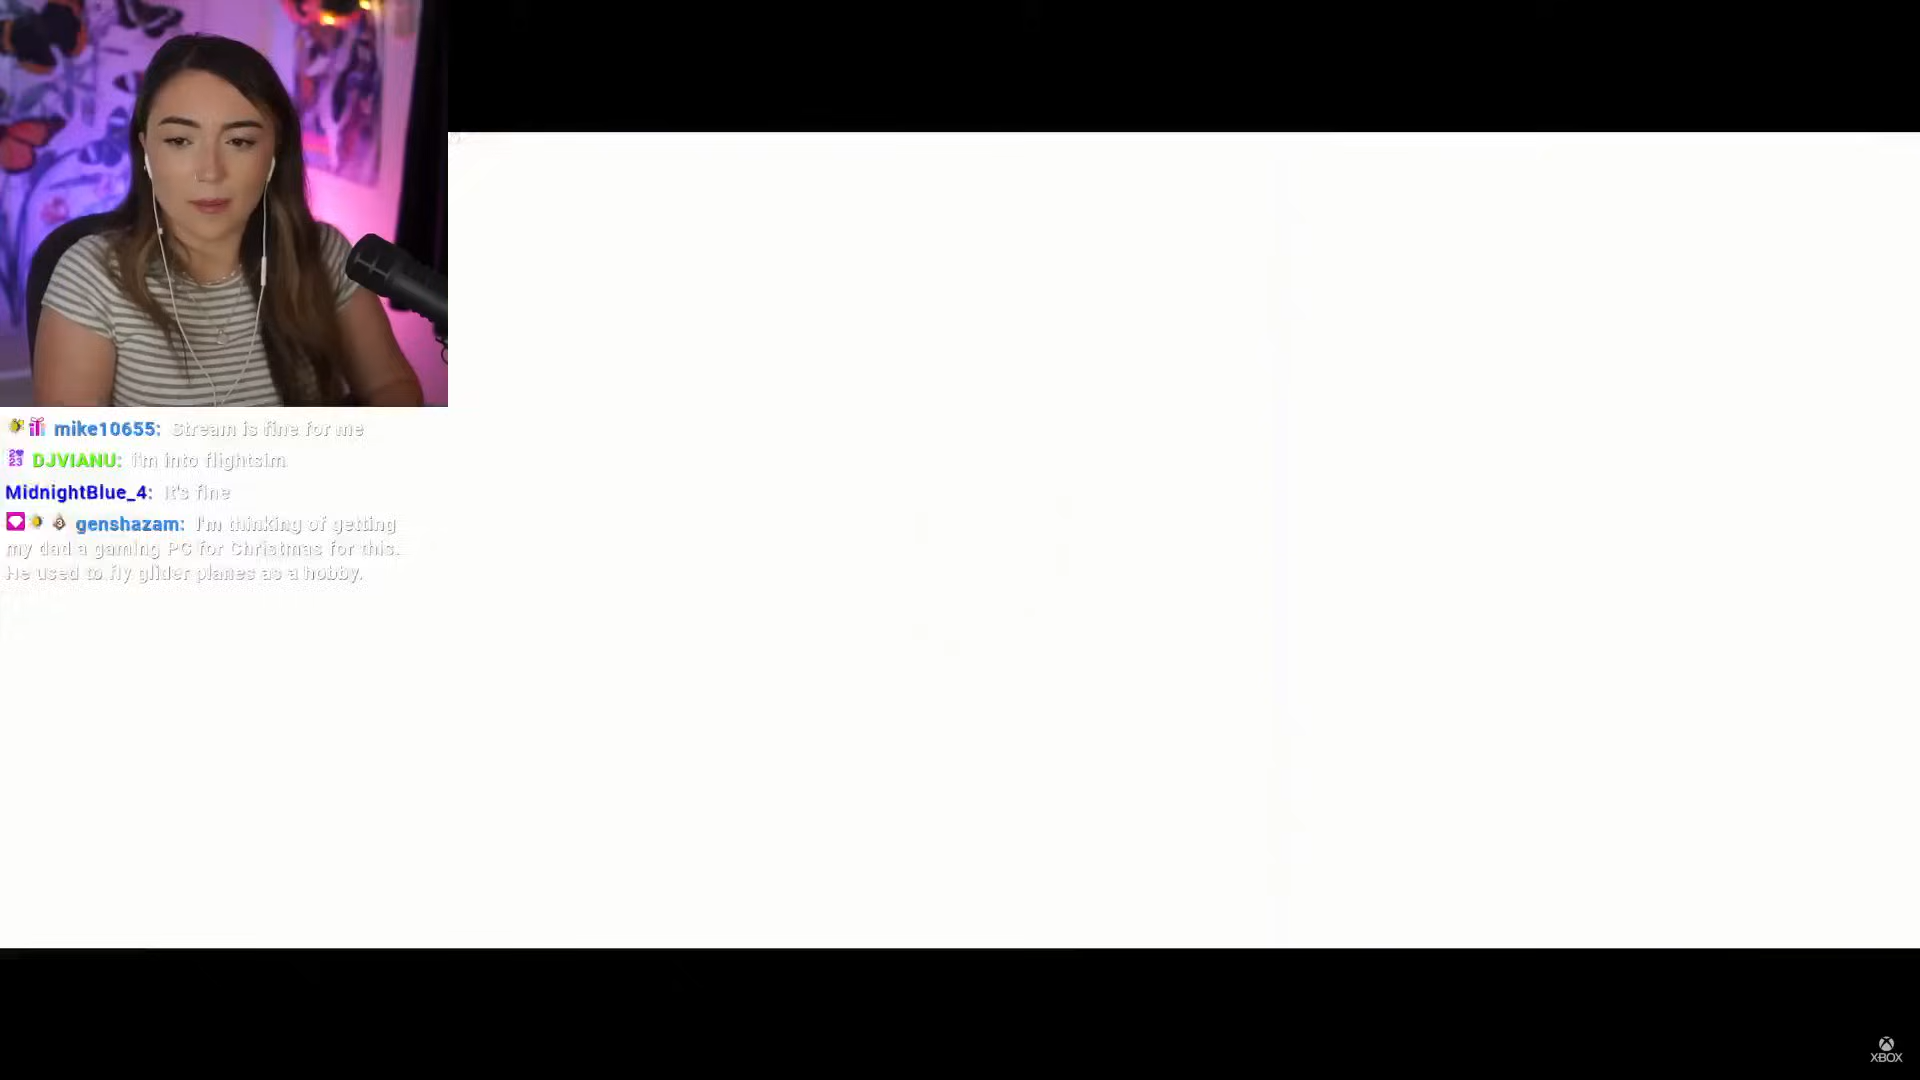 mike10655: Stream is fine for me
DJVIANU: i'm into flightsim
MidnightBlue_4: It's fine
genshazam: I'm thinking of getting
my dad a gaming PC for Christmas for this.
He used to fly glider planes as a hobby.
XBOX